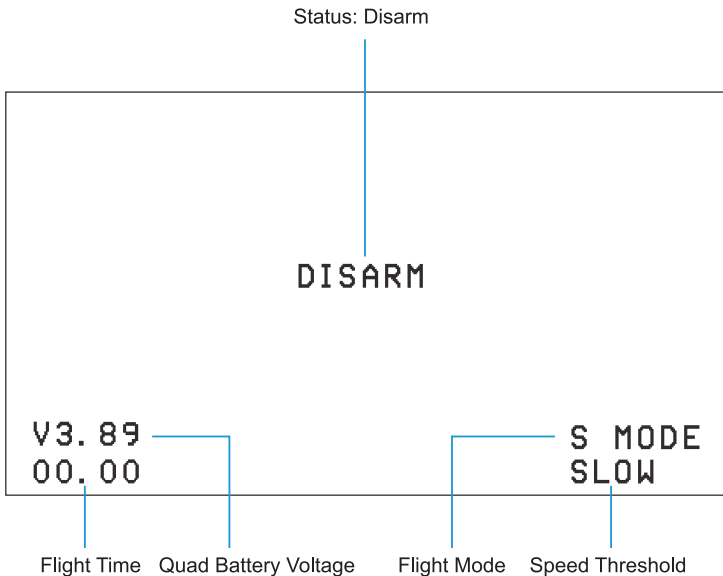 Status: Disarm
DISARM
V3.89
S MODE
00.00
SLOW
Flight Time
Quad Battery Voltage
Flight Mode
Speed Threshold